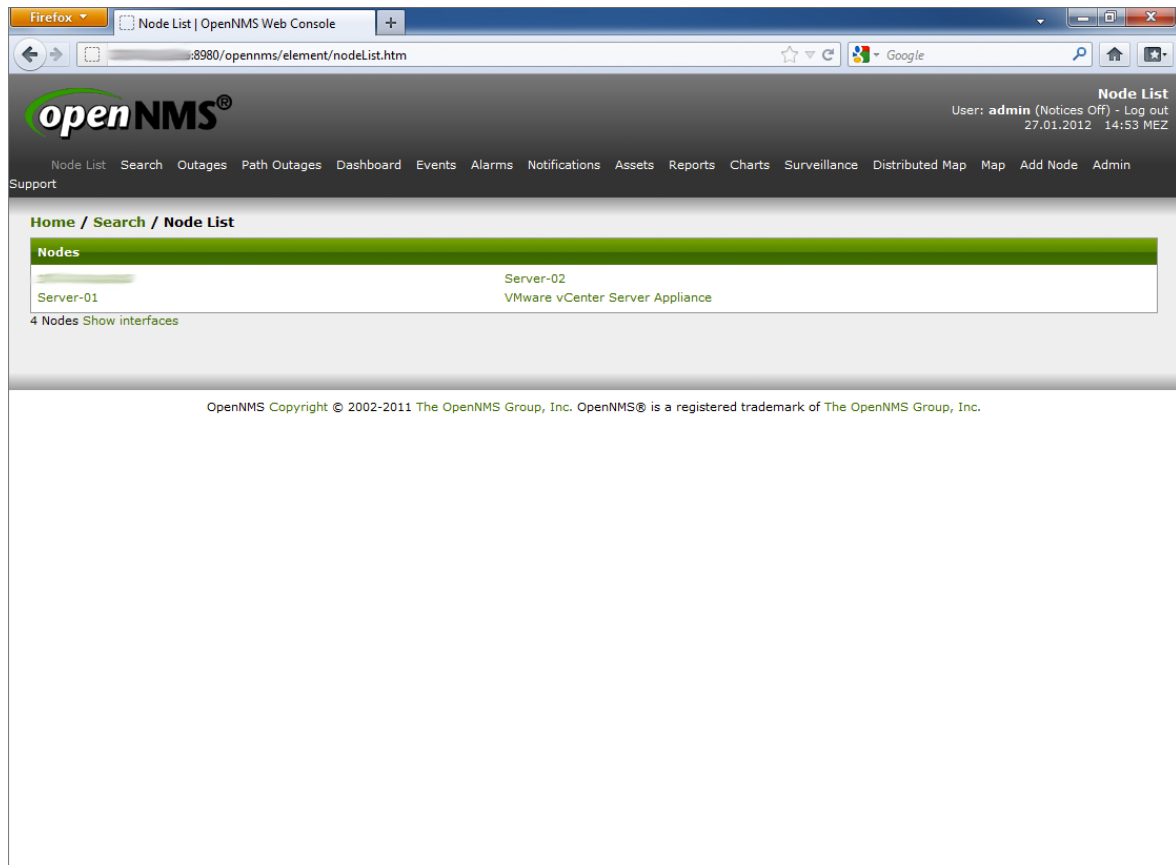 Firefox
Node List | OpenNMS Web Console
:8980/opennms/element/nodeList.htm
Google
openNMS®
Node List
User: admin (Notices Off) - Log out
27.01.2012 14:53 MEZ
Node List Search Outages Path Outages Dashboard Events Alarms Notifications Assets Reports Charts Surveillance Distributed Map Map Add Node Admin
Support
Home / Search / Node List
Nodes
Server-02
Server-01 VMware vCenter Server Appliance
4 Nodes Show interfaces
OpenNMS Copyright © 2002-2011 The OpenNMS Group, Inc. OpenNMS® is a registered trademark of The OpenNMS Group, Inc.